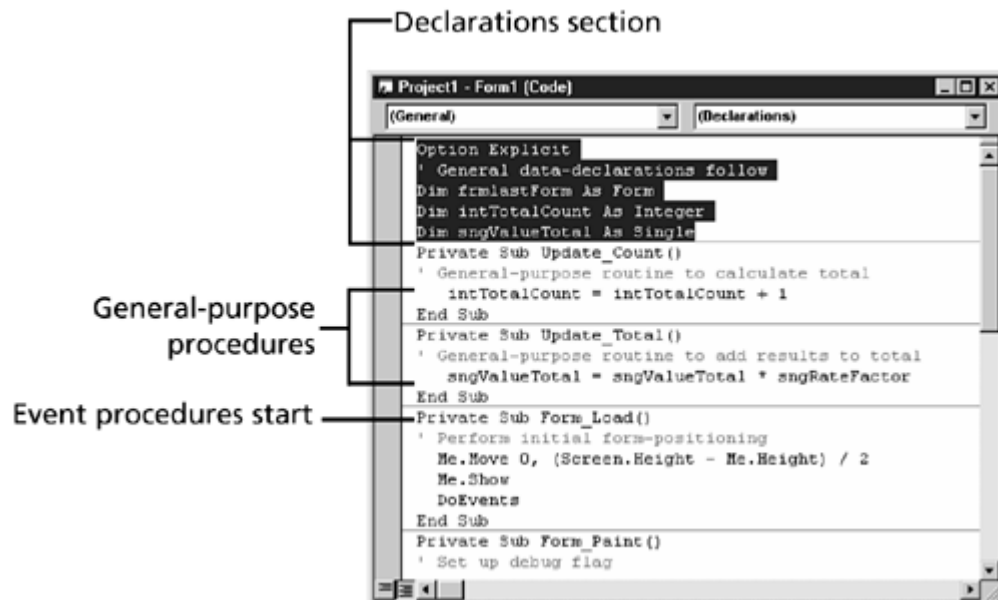 Declarations section
Project1 - Form1 (Code)
(General) (Declarations)
Option Explicit
' General data-declarations follow
Dim frmlastForm As Form
Dim intTotalCount As Integer
Dim sngValueTotal As Single
Private Sub Update_Count()
' General-purpose routine to calculate total
intTotalCount = intTotalCount + 1
End Sub
General-purpose
procedures
Private Sub Update_Total()
' General-purpose routine to add results to total
sngValueTotal = sngValueTotal * sngRateFactor
End Sub
Event procedures start
Private Sub Form_Load()
' Perform initial form-positioning
Me.Move 0, (Screen.Height - Me.Height) / 2
Me.Show
DoEvents
End Sub
Private Sub Form_Paint()
' Set up debug flag